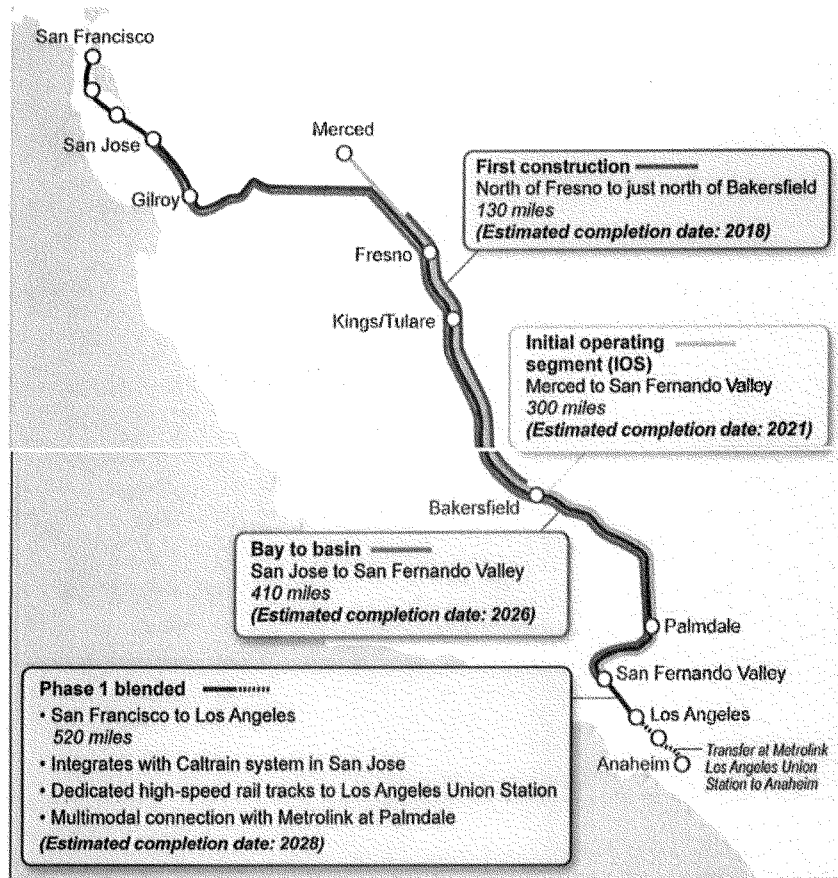 San Francisco
San Jose
Gilroy
Merced
First construction
North of Fresno to just north of Bakersfield
130 miles
(Estimated completion date: 2018)
Fresno
Kings/Tulare
Initial operating
segment (IOS)
Merced to San Fernando Valley
300 miles
(Estimated completion date: 2021)
Bakersfield
Bay to basin
San Jose to San Fernando Valley
410 miles
(Estimated completion date: 2026)
Palmdale
San Fernando Valley
Los Angeles
Anaheim
Transfer at Metrolink
Los Angeles Union
Station to Anaheim
Phase 1 blended
• San Francisco to Los Angeles
520 miles
• Integrates with Caltrain system in San Jose
• Dedicated high-speed rail tracks to Los Angeles Union Station
• Multimodal connection with Metrolink at Palmdale
(Estimated completion date: 2028)